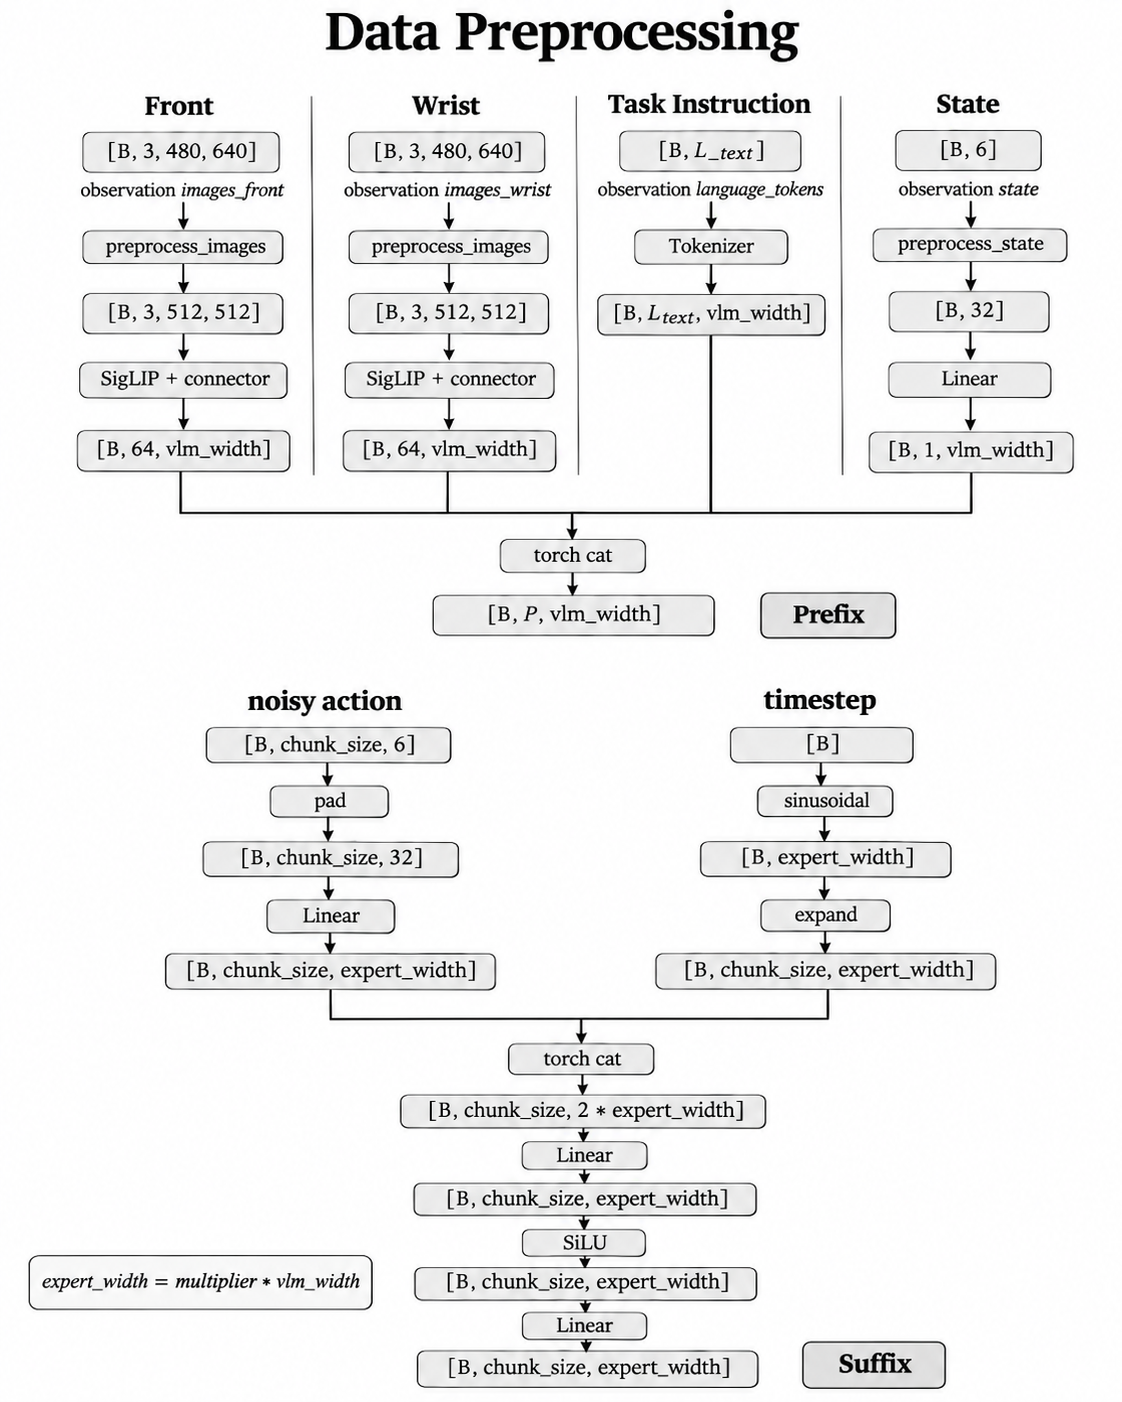 Data Preprocessing
Front
[B, 3, 480, 640]
observation images_front
preprocess_images
[B, 3, 512, 512]
SigLIP + connector
[B, 64, vlm_width]
Wrist
[B, 3, 480, 640]
observation images_wrist
preprocess_images
[B, 3, 512, 512]
SigLIP + connector
[B, 64, vlm_width]
Task Instruction
[B, L_text]
observation language_tokens
Tokenizer
[B, L_text, vlm_width]
State
[B, 6]
observation state
preprocess_state
[B, 32]
Linear
[B, 1, vlm_width]
torch cat
[B, P, vlm_width]
Prefix
noisy action
[B, chunk_size, 6]
pad
[B, chunk_size, 32]
Linear
[B, chunk_size, expert_width]
timestep
[B]
sinusoidal
[B, expert_width]
expand
[B, chunk_size, expert_width]
torch cat
[B, chunk_size, 2 * expert_width]
Linear
[B, chunk_size, expert_width]
SiLU
[B, chunk_size, expert_width]
Linear
[B, chunk_size, expert_width]
expert_width = multiplier * vlm_width
Suffix